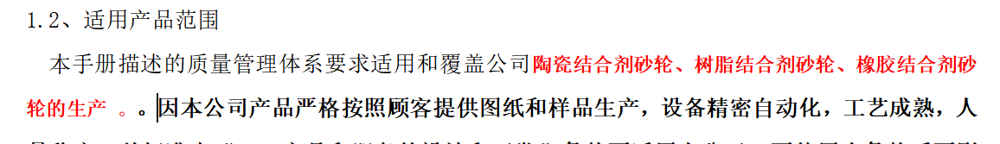 1.2、适用产品范围
本手册描述的质量管理体系要求适用和覆盖公司陶瓷结合剂砂轮、树脂结合剂砂轮、橡胶结合剂砂
轮的生产 。。因本公司产品严格按照顾客提供图纸和样品生产，设备精密自动化，工艺成熟，人